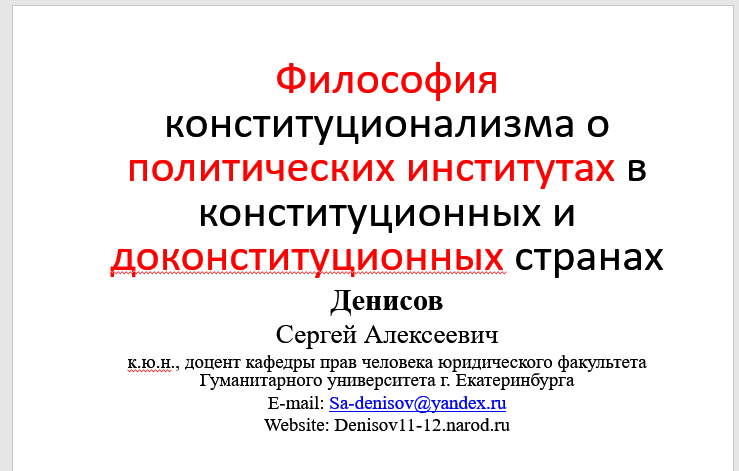 Философия
конституционализма о
политических институтах в
конституционных и
доконституционных странах
Денисов
Сергей Алексеевич
к.ю.н., доцент кафедры прав человека юридического факультета
Гуманитарного университета г. Екатеринбурга
E-mail: Sa-denisov@yandex.ru
Website: Denisov11-12.narod.ru